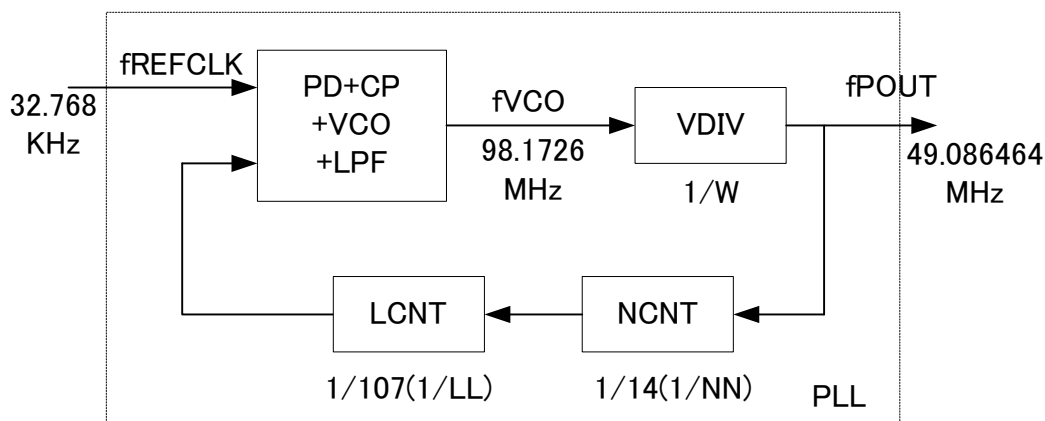 fREFCLK
32.768
KHz
PD+CP
+VCO
+LPF
fVCO
98.1726
MHz
VDIV
1/W
fPOUT
49.086464
MHz
LCNT
1/107(1/LL)
NCNT
1/14(1/NN)
PLL